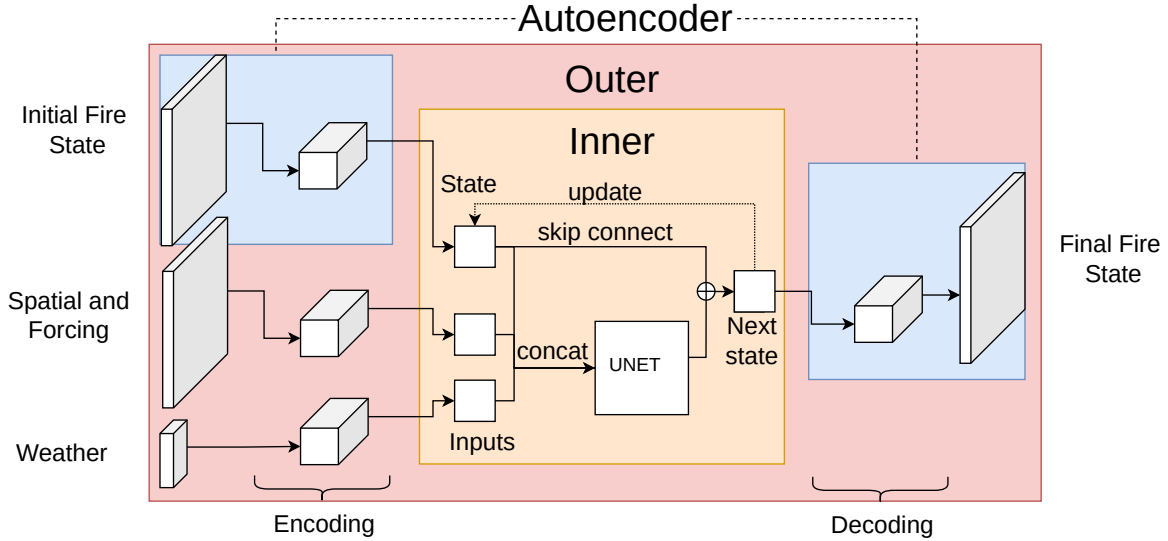 Autoencoder
Outer
Initial Fire
State
Inner
State
update
skip connect
Spatial and
Forcing
Final Fire
State
Next
state
concat
UNET
Inputs
Weather
Encoding
Decoding